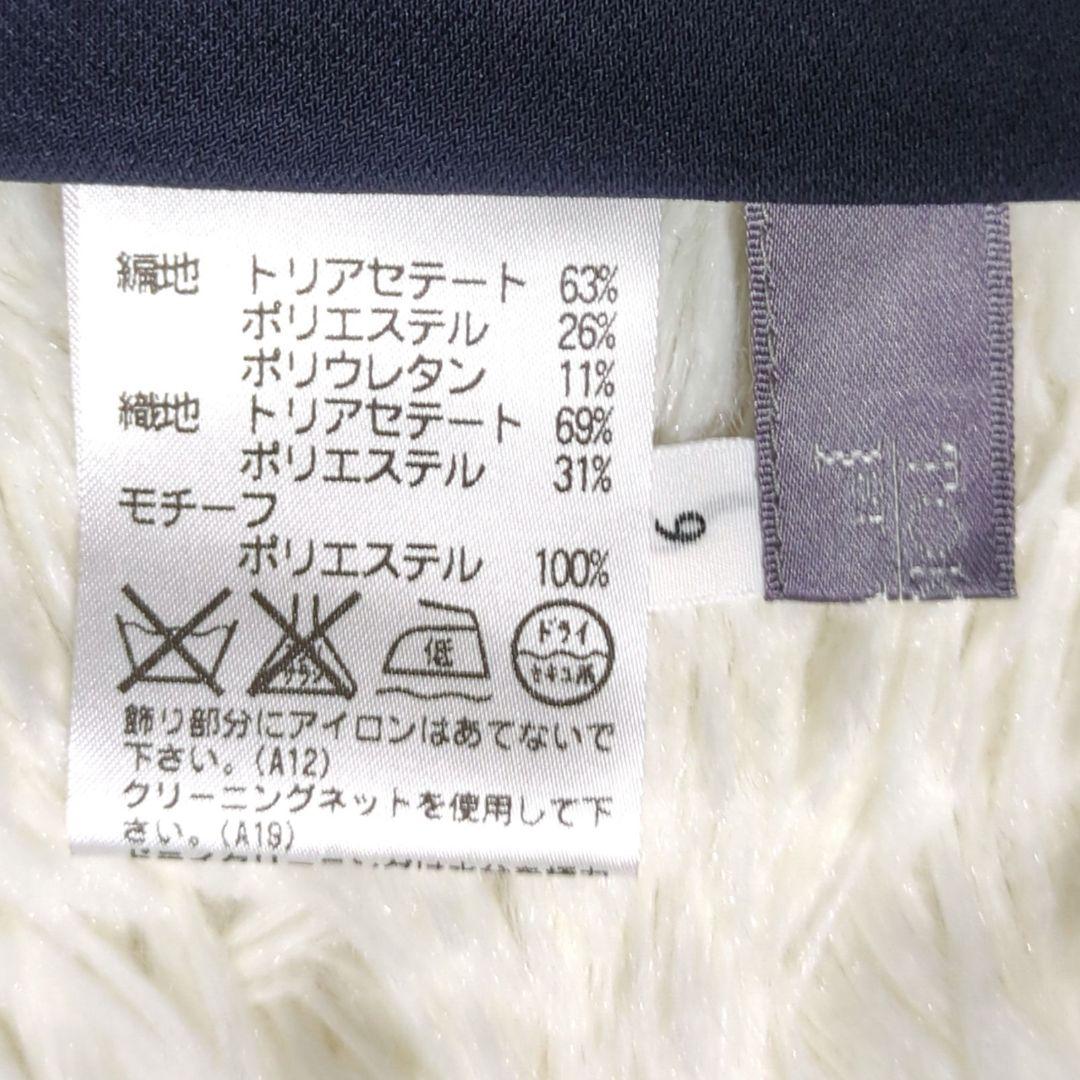 編地 トリアセテート 63%
ポリエステル 26%
ポリウレタン 11%
織地 トリアセテート 69%
ポリエステル 31%
モチーフ
ポリエステル 100%
低
ドライ
セキユ系
飾り部分にアイロンはあてないで
下さい。(A12)
クリーニングネットを使用して下
さい。(A19)